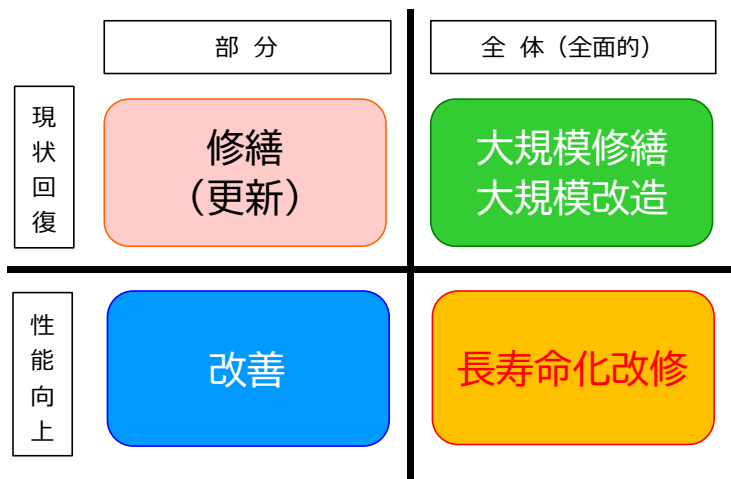 部 分
全 体（全面的）
現状回復
修繕
（更新）
大規模修繕
大規模改造
性能向上
改善
長寿命化改修